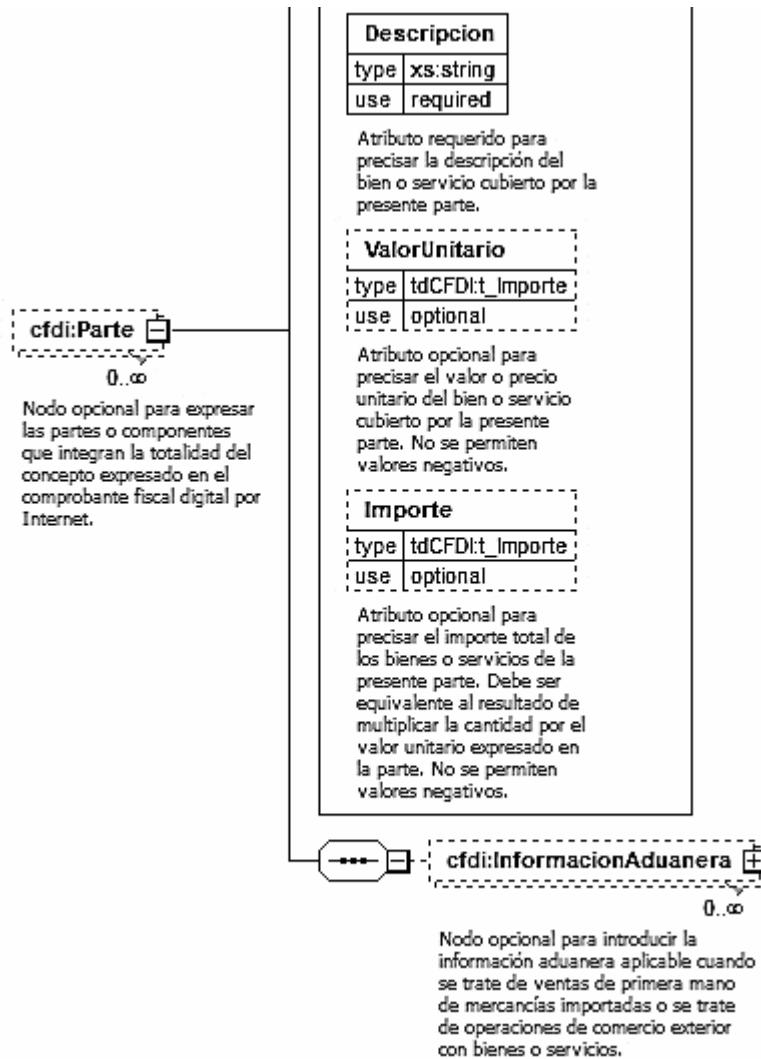 Descripcion
type xs:string
use required
Atributo requerido para
precisar la descripción del
bien o servicio cubierto por la
presente parte.
ValorUnitario
type tdCFDI:t_Importe
use optional
Atributo opcional para
precisar el valor o precio
unitario del bien o servicio
cubierto por la presente
parte. No se permiten
valores negativos.
cfdi:Parte
0..∞
Nodo opcional para expresar
las partes o componentes
que integran la totalidad del
concepto expresado en el
comprobante fiscal digital por
Internet.
Importe
type tdCFDI:t_Importe
use optional
Atributo opcional para
precisar el importe total de
los bienes o servicios de la
presente parte. Debe ser
equivalente al resultado de
multiplicar la cantidad por el
valor unitario expresado en
la parte. No se permiten
valores negativos.
cfdi:InformacionAduanera
0..∞
Nodo opcional para introducir la
información aduanera aplicable cuando
se trate de ventas de primera mano
de mercancías importadas o se trate
de operaciones de comercio exterior
con bienes o servicios.